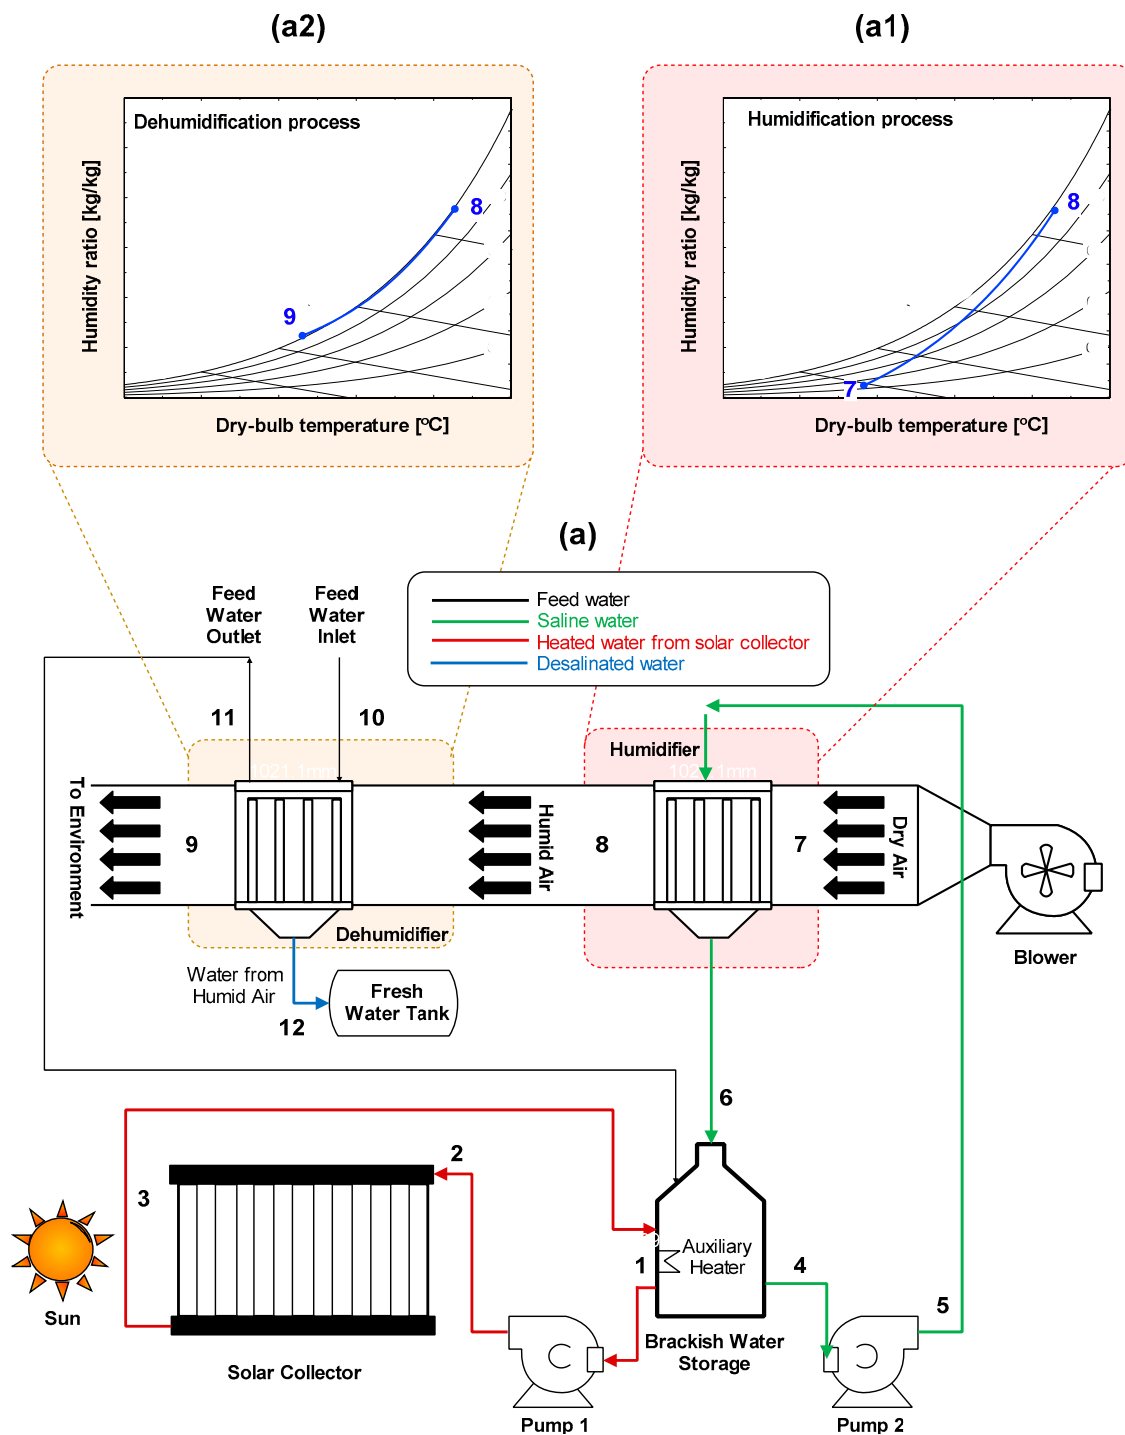 (a2)
(a1)
Dehumidification process
Humidity ratio [kg/kg]
8
9
Dry-bulb temperature [ºC]
Humidification process
Humidity ratio [kg/kg]
8
7
Dry-bulb temperature [ºC]
(a)
Feed water
Saline water
Heated water from solar collector
Desalinated water
Feed
Water
Outlet
Feed
Water
Inlet
11
10
Humidifier
1021.1mm
To Environment
9
Humid Air
8
7
Dry Air
Dehumidifier
Blower
Water from
Humid Air
12
Fresh
Water Tank
6
2
3
Sun
Solar Collector
1
Auxiliary
Heater
4
5
Brackish Water
Storage
Pump 1
Pump 2